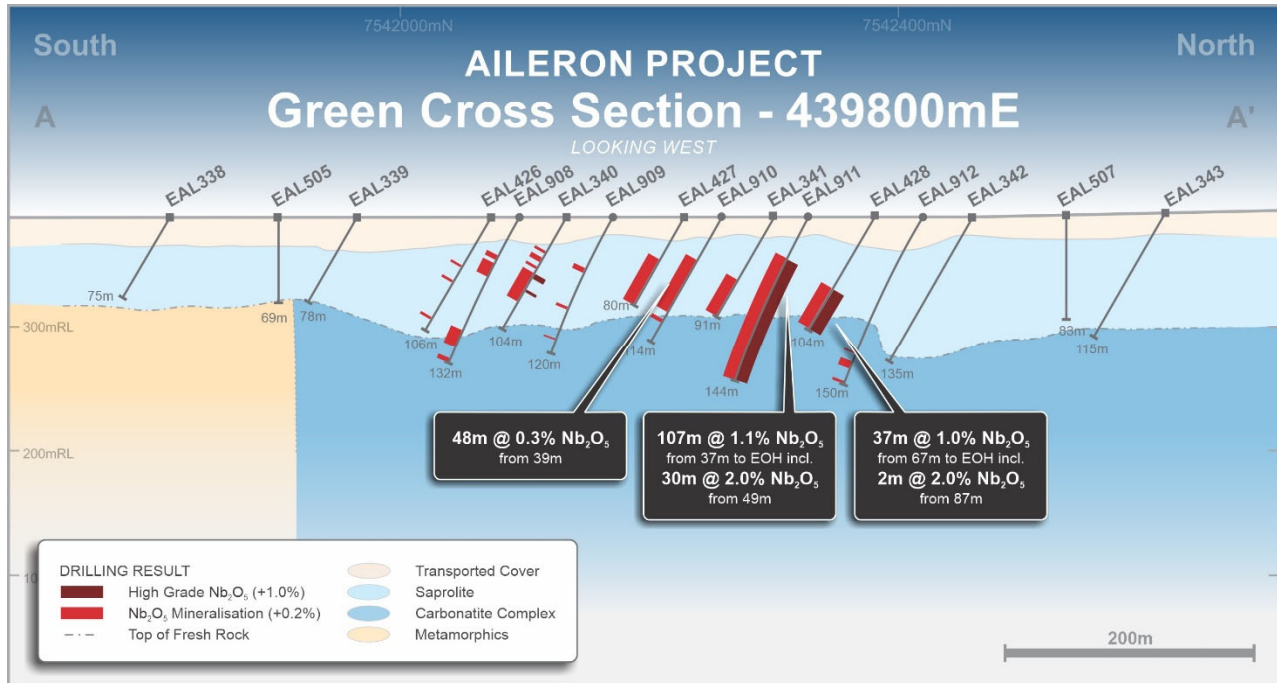 7542000mN
7542400mN
South
North
AILERON PROJECT
Green Cross Section - 439800mE
LOOKING WEST
A
A'
EAL338
EAL505
EAL339
EAL426
EAL908
EAL340
EAL909
EAL427
EAL910
EAL341
EAL911
EAL428
EAL912
EAL342
EAL507
EAL343
75m
69m
78m
106m
132m
104m
120m
80m
114m
91m
144m
104m
150m
135m
83m
115m
300mRL
200mRL
48m @ 0.3% Nb₂O₅
from 39m
107m @ 1.1% Nb₂O₅
from 37m to EOH incl.
30m @ 2.0% Nb₂O₅
from 49m
37m @ 1.0% Nb₂O₅
from 67m to EOH incl.
2m @ 2.0% Nb₂O₅
from 87m
DRILLING RESULT
High Grade Nb₂O₅ (+1.0%)
Nb₂O₅ Mineralisation (+0.2%)
Top of Fresh Rock
Transported Cover
Saprolite
Carbonatite Complex
Metamorphics
200m